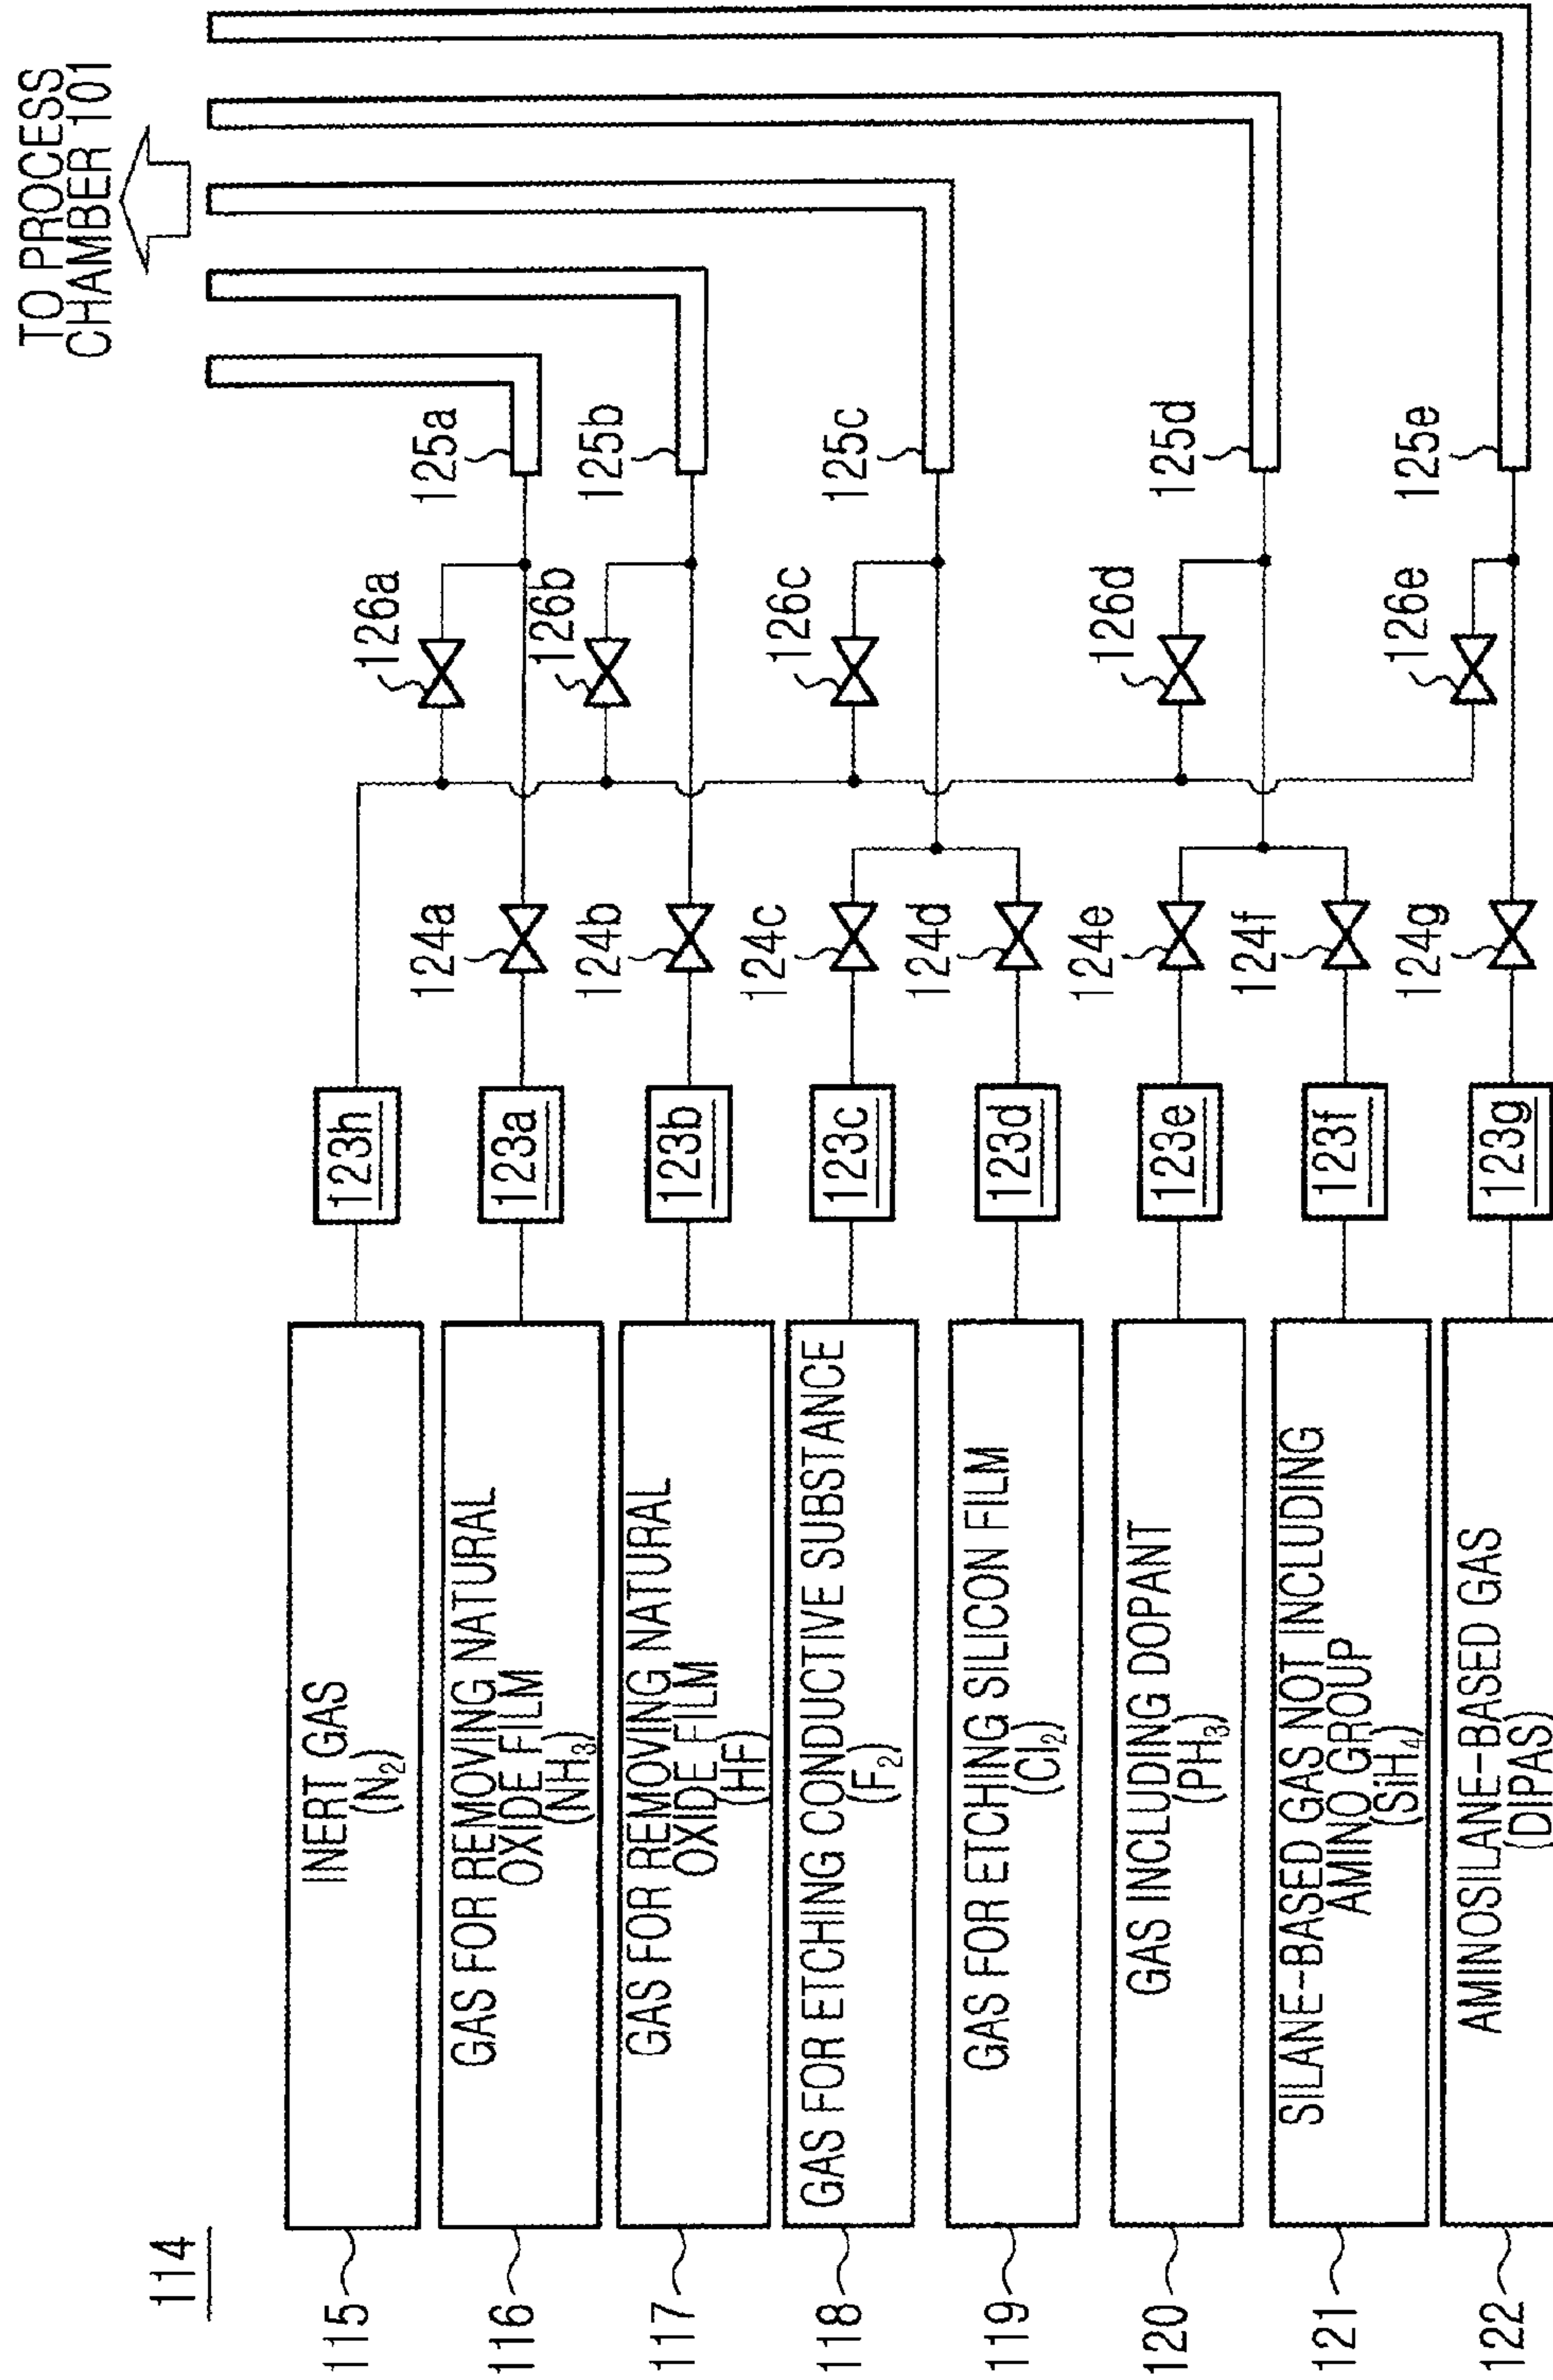 114
TO PROCESS
CHAMBER 101
115
INERT GAS
(N₂)
123h
116
GAS FOR REMOVING NATURAL
OXIDE FILM
(NH₃)
123a
124a
126a
125a
117
GAS FOR REMOVING NATURAL
OXIDE FILM
(HF)
123b
124b
126b
125b
118
GAS FOR ETCHING CONDUCTIVE SUBSTANCE
(F₂)
123c
124c
126c
125c
119
GAS FOR ETCHING SILICON FILM
(Cl₂)
123d
124d
120
GAS INCLUDING DOPANT
(PH₃)
123e
124e
126d
125d
121
SILANE-BASED GAS NOT INCLUDING
AMINO GROUP
(SiH₄)
123f
124f
122
AMINOSILANE-BASED GAS
(DIPAS)
123g
124g
126e
125e